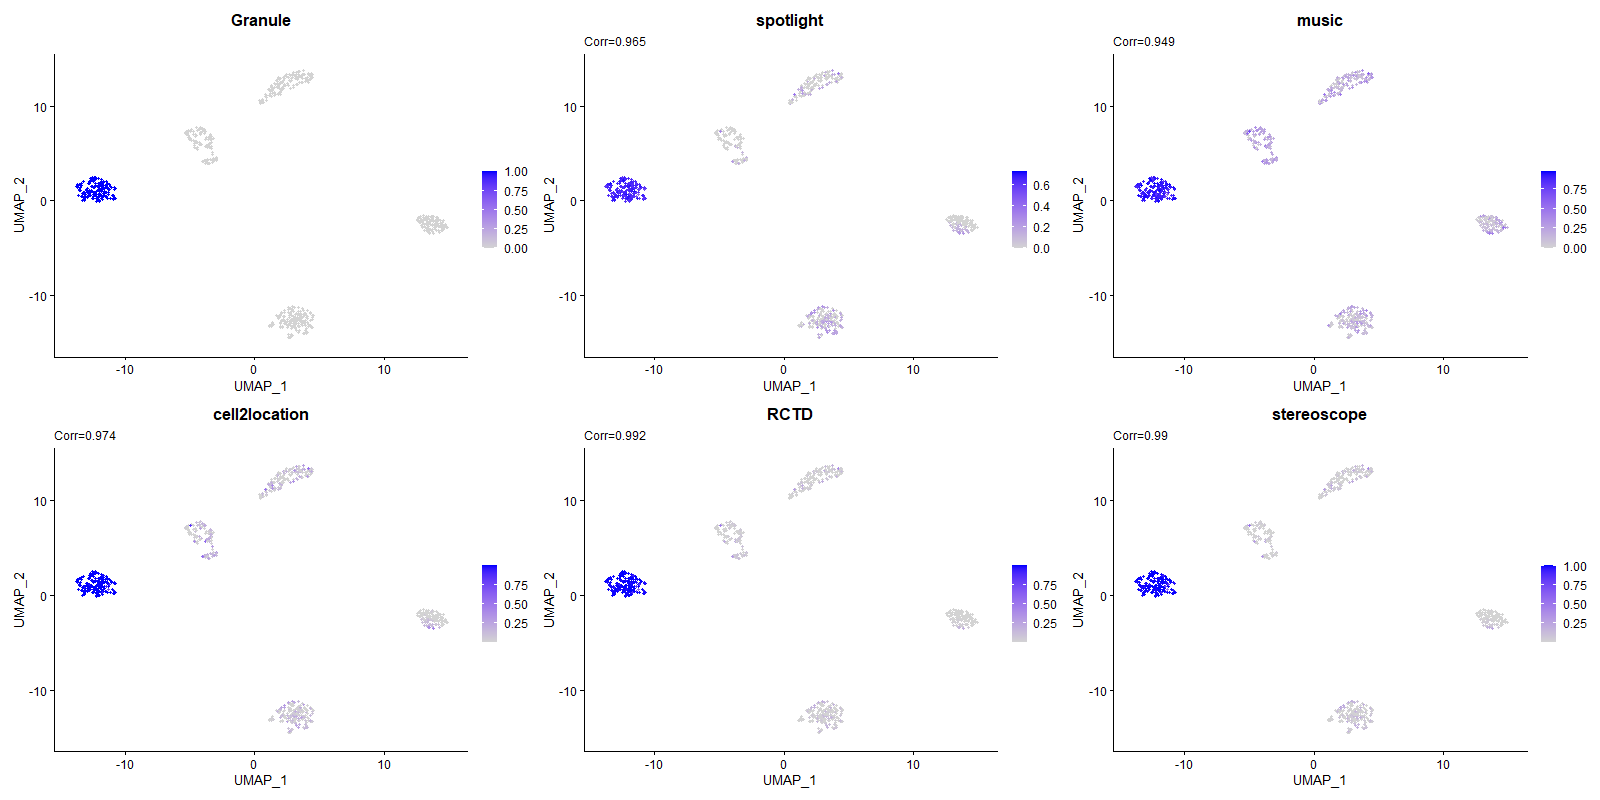 Granule
10
0
-10
UMAP_2
-10
0
10
UMAP_1
1.00
0.75
0.50
0.25
0.00
spotlight
Corr=0.965
10
0
-10
UMAP_2
-10
0
10
UMAP_1
0.6
0.4
0.2
0.0
music
Corr=0.949
10
0
-10
UMAP_2
-10
0
10
UMAP_1
0.75
0.50
0.25
0.00
cell2location
Corr=0.974
10
0
-10
UMAP_2
-10
0
10
UMAP_1
0.75
0.50
0.25
RCTD
Corr=0.992
10
0
-10
UMAP_2
-10
0
10
UMAP_1
0.75
0.50
0.25
stereoscope
Corr=0.99
10
0
-10
UMAP_2
-10
0
10
UMAP_1
1.00
0.75
0.50
0.25